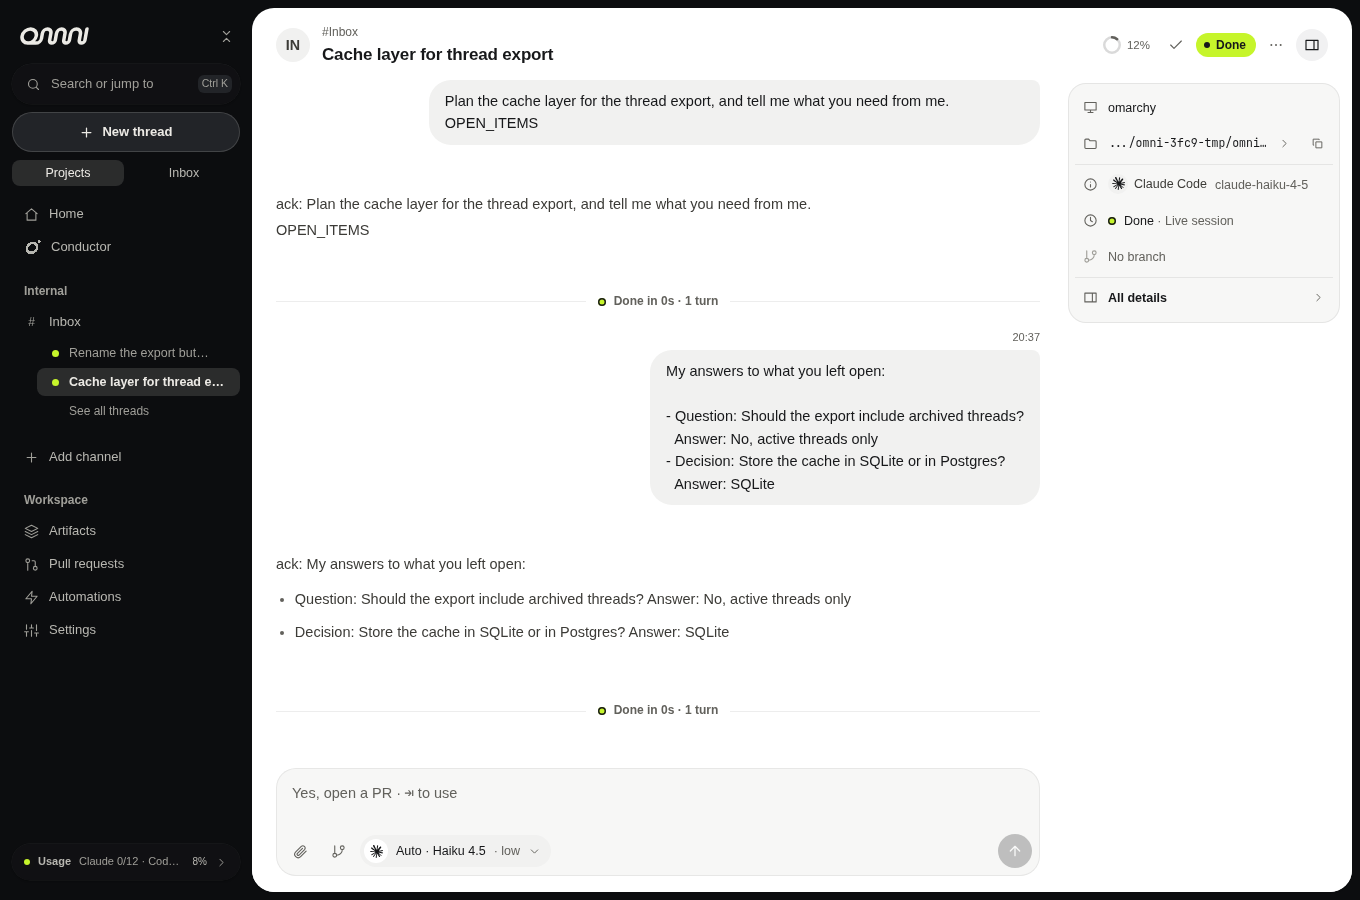 omni
Search or jump to
Ctrl K
New thread
Projects
Inbox
Home
Conductor
Internal
# Inbox
Rename the export but…
Cache layer for thread e…
See all threads
Add channel
Workspace
Artifacts
Pull requests
Automations
Settings
Usage Claude 0/12 · Cod… 8%
IN
#Inbox
Cache layer for thread export
12%
Done
Plan the cache layer for the thread export, and tell me what you need from me.
OPEN_ITEMS
ack: Plan the cache layer for the thread export, and tell me what you need from me.
OPEN_ITEMS
Done in 0s · 1 turn
20:37
My answers to what you left open:
- Question: Should the export include archived threads?
Answer: No, active threads only
- Decision: Store the cache in SQLite or in Postgres?
Answer: SQLite
ack: My answers to what you left open:
• Question: Should the export include archived threads? Answer: No, active threads only
• Decision: Store the cache in SQLite or in Postgres? Answer: SQLite
Done in 0s · 1 turn
Yes, open a PR · ⇥ to use
Auto · Haiku 4.5 · low
omarchy
.../omni-3fc9-tmp/omni…
Claude Code claude-haiku-4-5
Done · Live session
No branch
All details